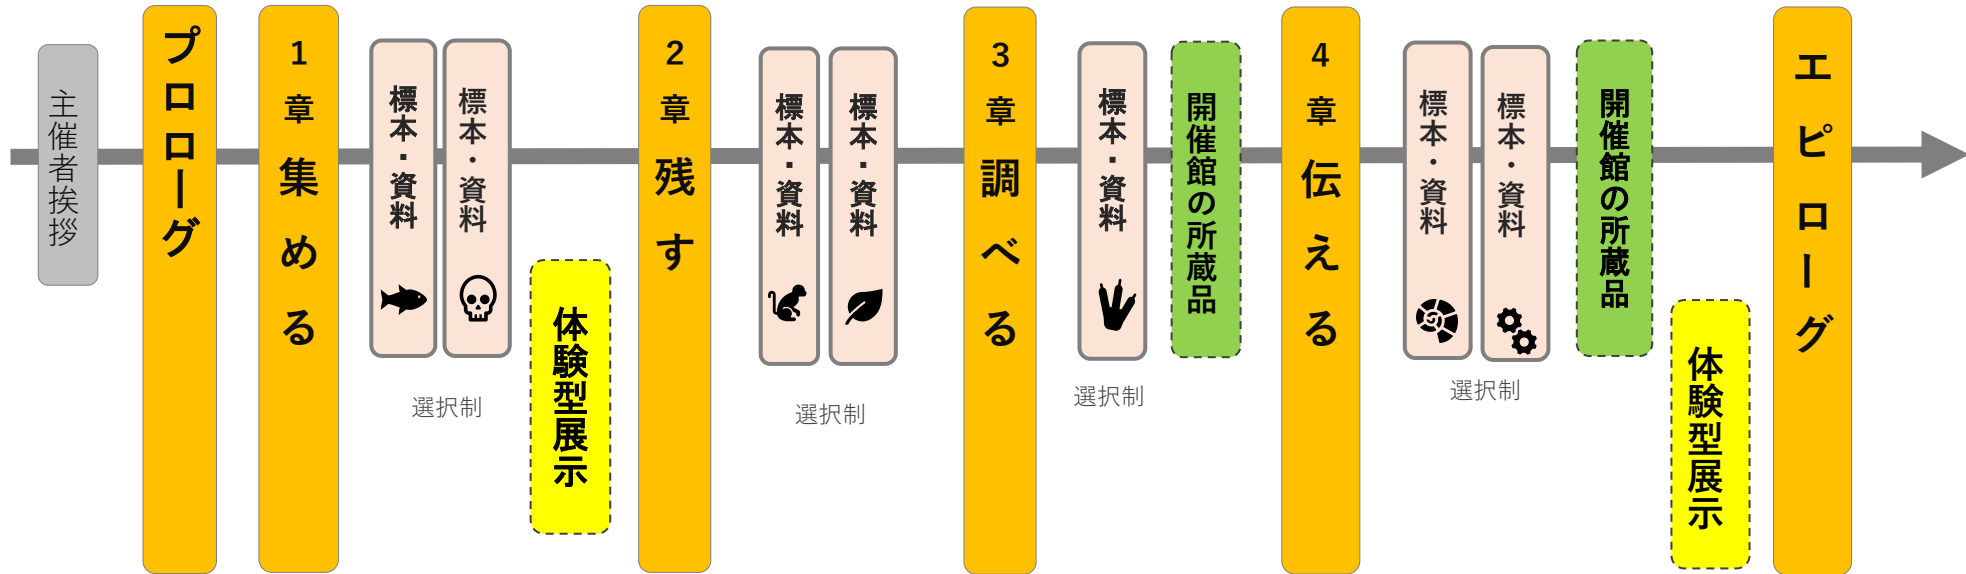 主催者挨拶
プロローグ
1章 集める
標本・資料
標本・資料
選択制
体験型展示
2章 残す
標本・資料
標本・資料
選択制
3章 調べる
標本・資料
選択制
開催館の所蔵品
4章 伝える
標本・資料
標本・資料
選択制
開催館の所蔵品
体験型展示
エピローグ